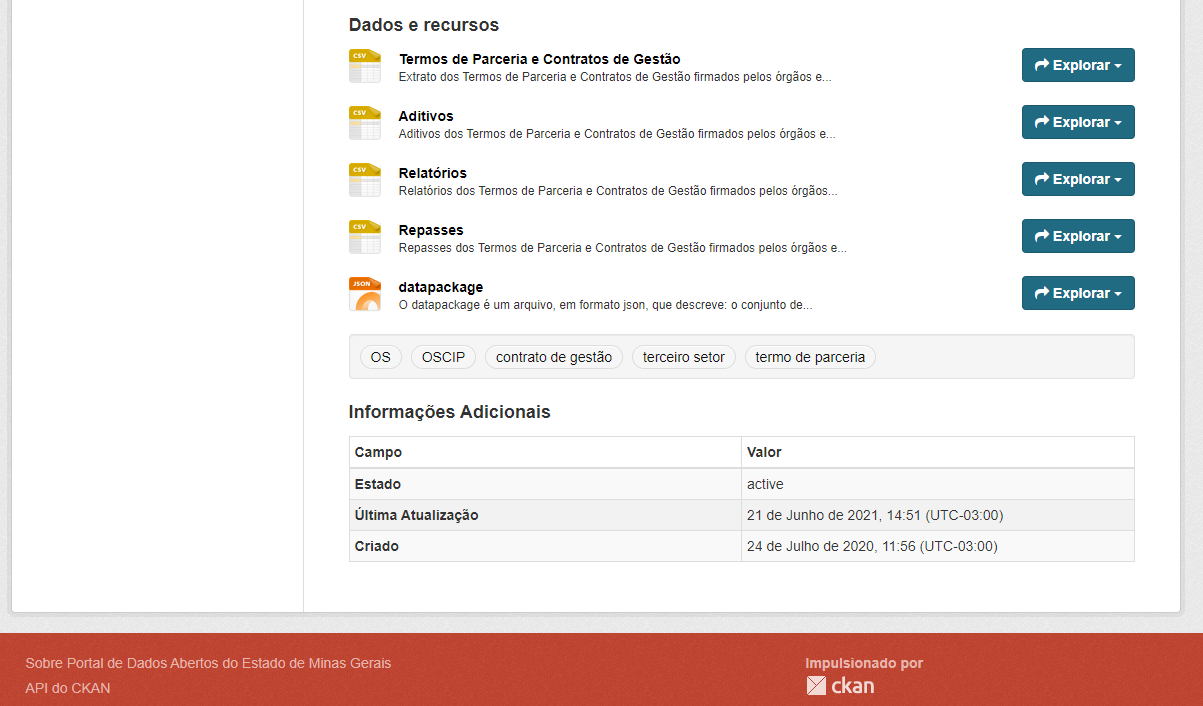 Dados e recursos
CSV
Termos de Parceria e Contratos de Gestão
Extrato dos Termos de Parceria e Contratos de Gestão firmados pelos órgãos e...
Explorar
CSV
Aditivos
Aditivos dos Termos de Parceria e Contratos de Gestão firmados pelos órgãos e...
Explorar
CSV
Relatórios
Relatórios dos Termos de Parceria e Contratos de Gestão firmados pelos órgãos...
Explorar
CSV
Repasses
Repasses dos Termos de Parceria e Contratos de Gestão firmados pelos órgãos e...
Explorar
JSON
datapackage
O datapackage é um arquivo, em formato json, que descreve: o conjunto de...
Explorar
OS OSCIP contrato de gestão terceiro setor termo de parceria
Informações Adicionais
Campo Valor
Estado active
Última Atualização 21 de Junho de 2021, 14:51 (UTC-03:00)
Criado 24 de Julho de 2020, 11:56 (UTC-03:00)
Sobre Portal de Dados Abertos do Estado de Minas Gerais
API do CKAN
Impulsionado por
ckan